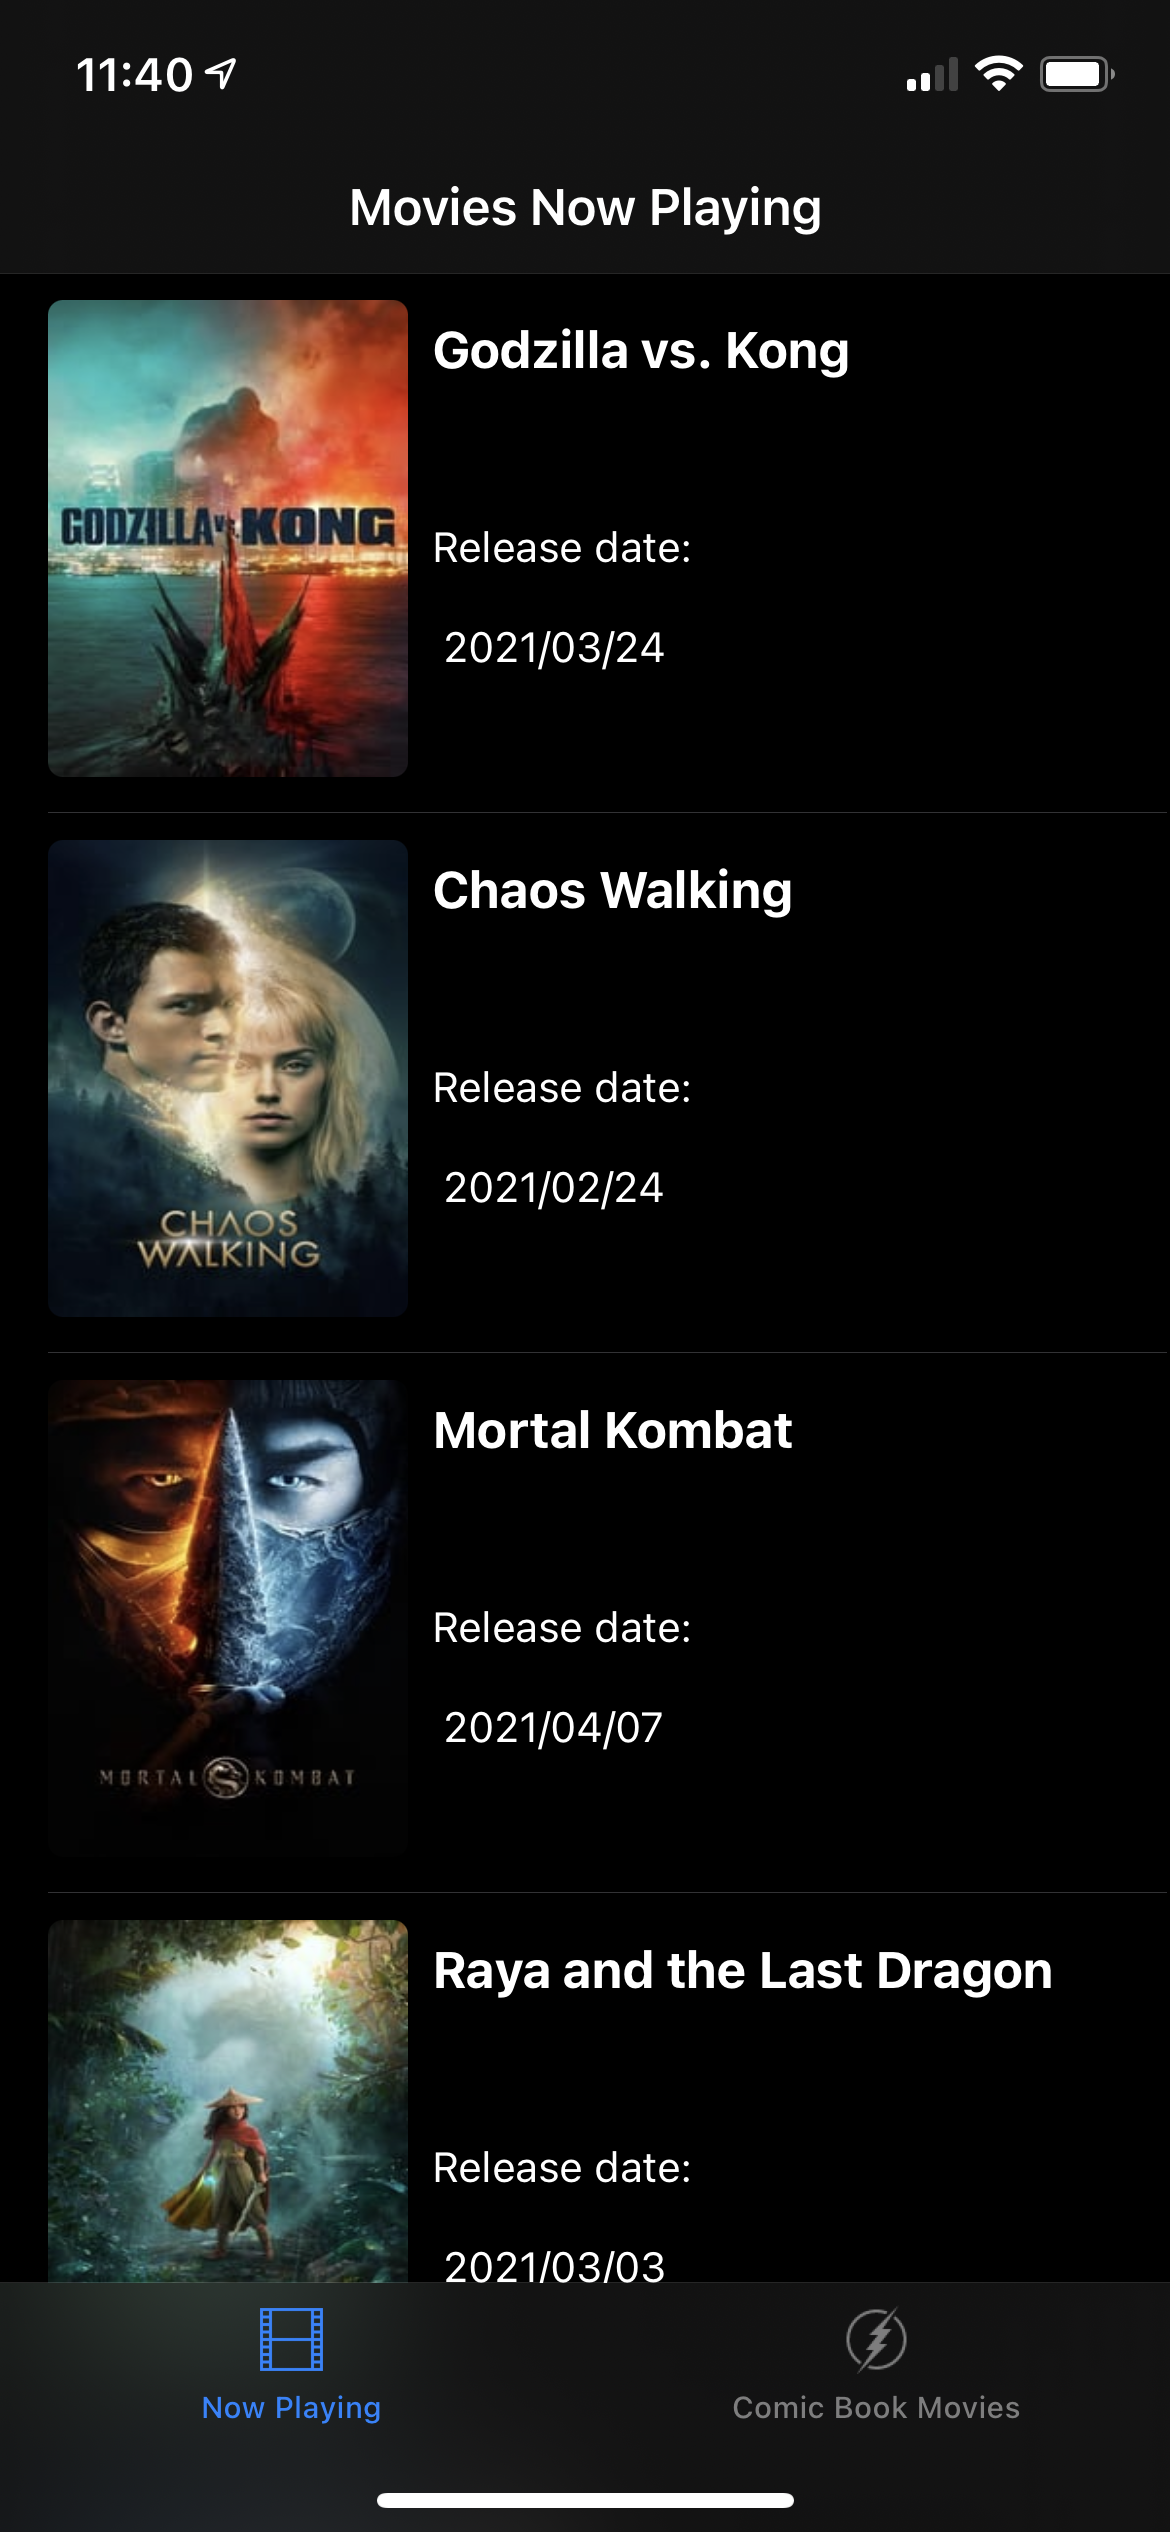 11:40
Movies Now Playing
GODZILLA vs KONG
Godzilla vs. Kong
Release date:
2021/03/24
CHAOS
WALKING
Chaos Walking
Release date:
2021/02/24
MORTAL KOMBAT
Mortal Kombat
Release date:
2021/04/07
Raya and the Last Dragon
Release date:
2021/03/03
Now Playing
Comic Book Movies